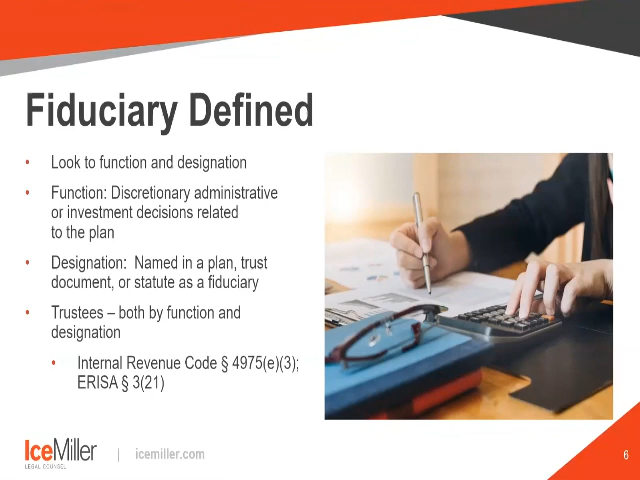 Fiduciary Defined
• Look to function and designation
• Function: Discretionary administrative
or investment decisions related
to the plan
• Designation: Named in a plan, trust
document, or statute as a fiduciary
• Trustees – both by function and
designation
• Internal Revenue Code § 4975(e)(3);
ERISA § 3(21)
IceMiller
LEGAL COUNSEL
| icemiller.com
6